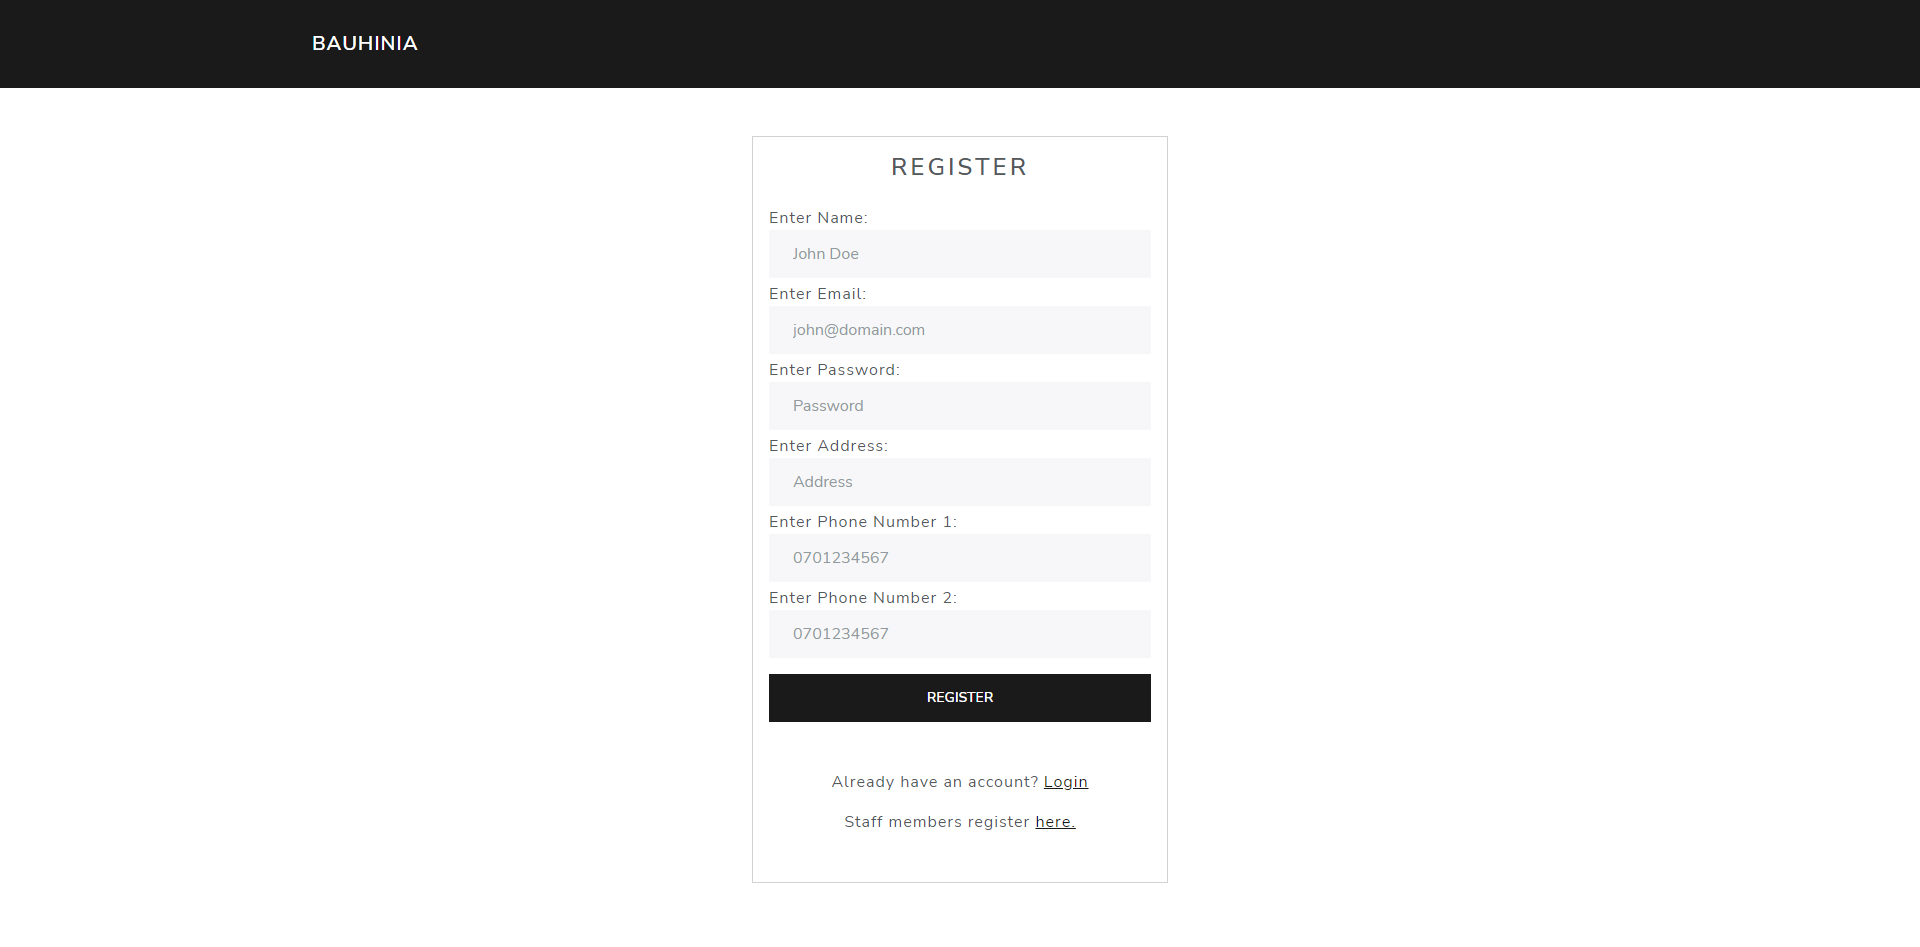 BAUHINIA
REGISTER
Enter Name:
John Doe
Enter Email:
john@domain.com
Enter Password:
Password
Enter Address:
Address
Enter Phone Number 1:
0701234567
Enter Phone Number 2:
0701234567
REGISTER
Already have an account? Login
Staff members register here.